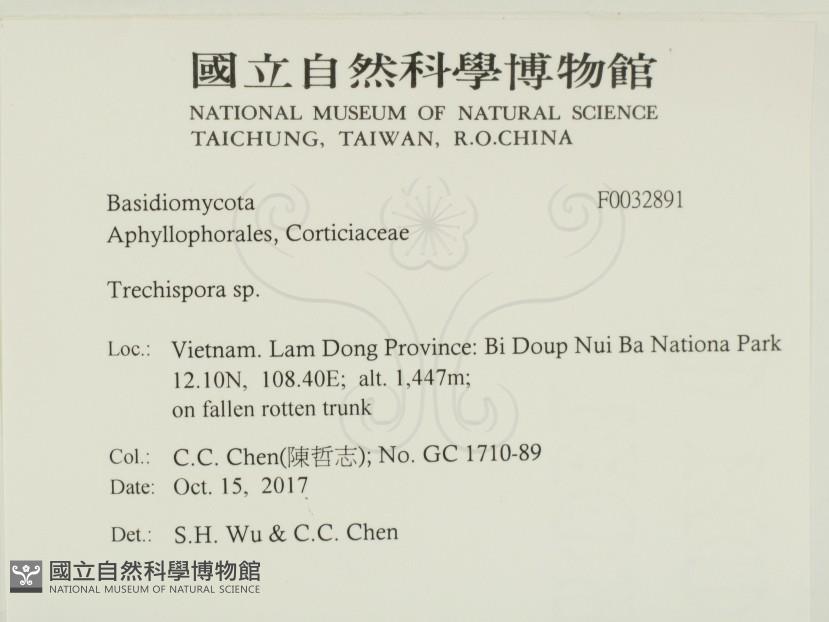 國立自然科學博物館
NATIONAL MUSEUM OF NATURAL SCIENCE
TAICHUNG, TAIWAN, R.O.CHINA
Basidiomycota F0032891
Aphyllophorales, Corticiaceae
Trechispora sp.
Loc.: Vietnam. Lam Dong Province: Bi Doup Nui Ba Nationa Park
12.10N, 108.40E; alt. 1,447m;
on fallen rotten trunk
Col.: C.C. Chen(陳哲志); No. GC 1710-89
Date: Oct. 15, 2017
Det.: S.H. Wu & C.C. Chen
國立自然科學博物館
NATIONAL MUSEUM OF NATURAL SCIENCE